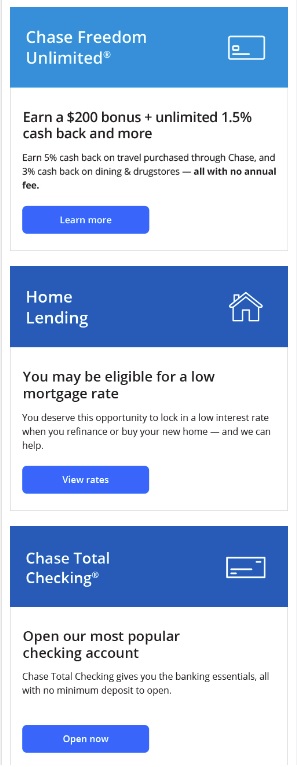 Chase Freedom
Unlimited®
Earn a $200 bonus + unlimited 1.5%
cash back and more
Earn 5% cash back on travel purchased through Chase, and
3% cash back on dining & drugstores — all with no annual
fee.
Learn more
Home
Lending
You may be eligible for a low
mortgage rate
You deserve this opportunity to lock in a low interest rate
when you refinance or buy your new home — and we can
help.
View rates
Chase Total
Checking®
Open our most popular
checking account
Chase Total Checking gives you the banking essentials, all
with no minimum deposit to open.
Open now